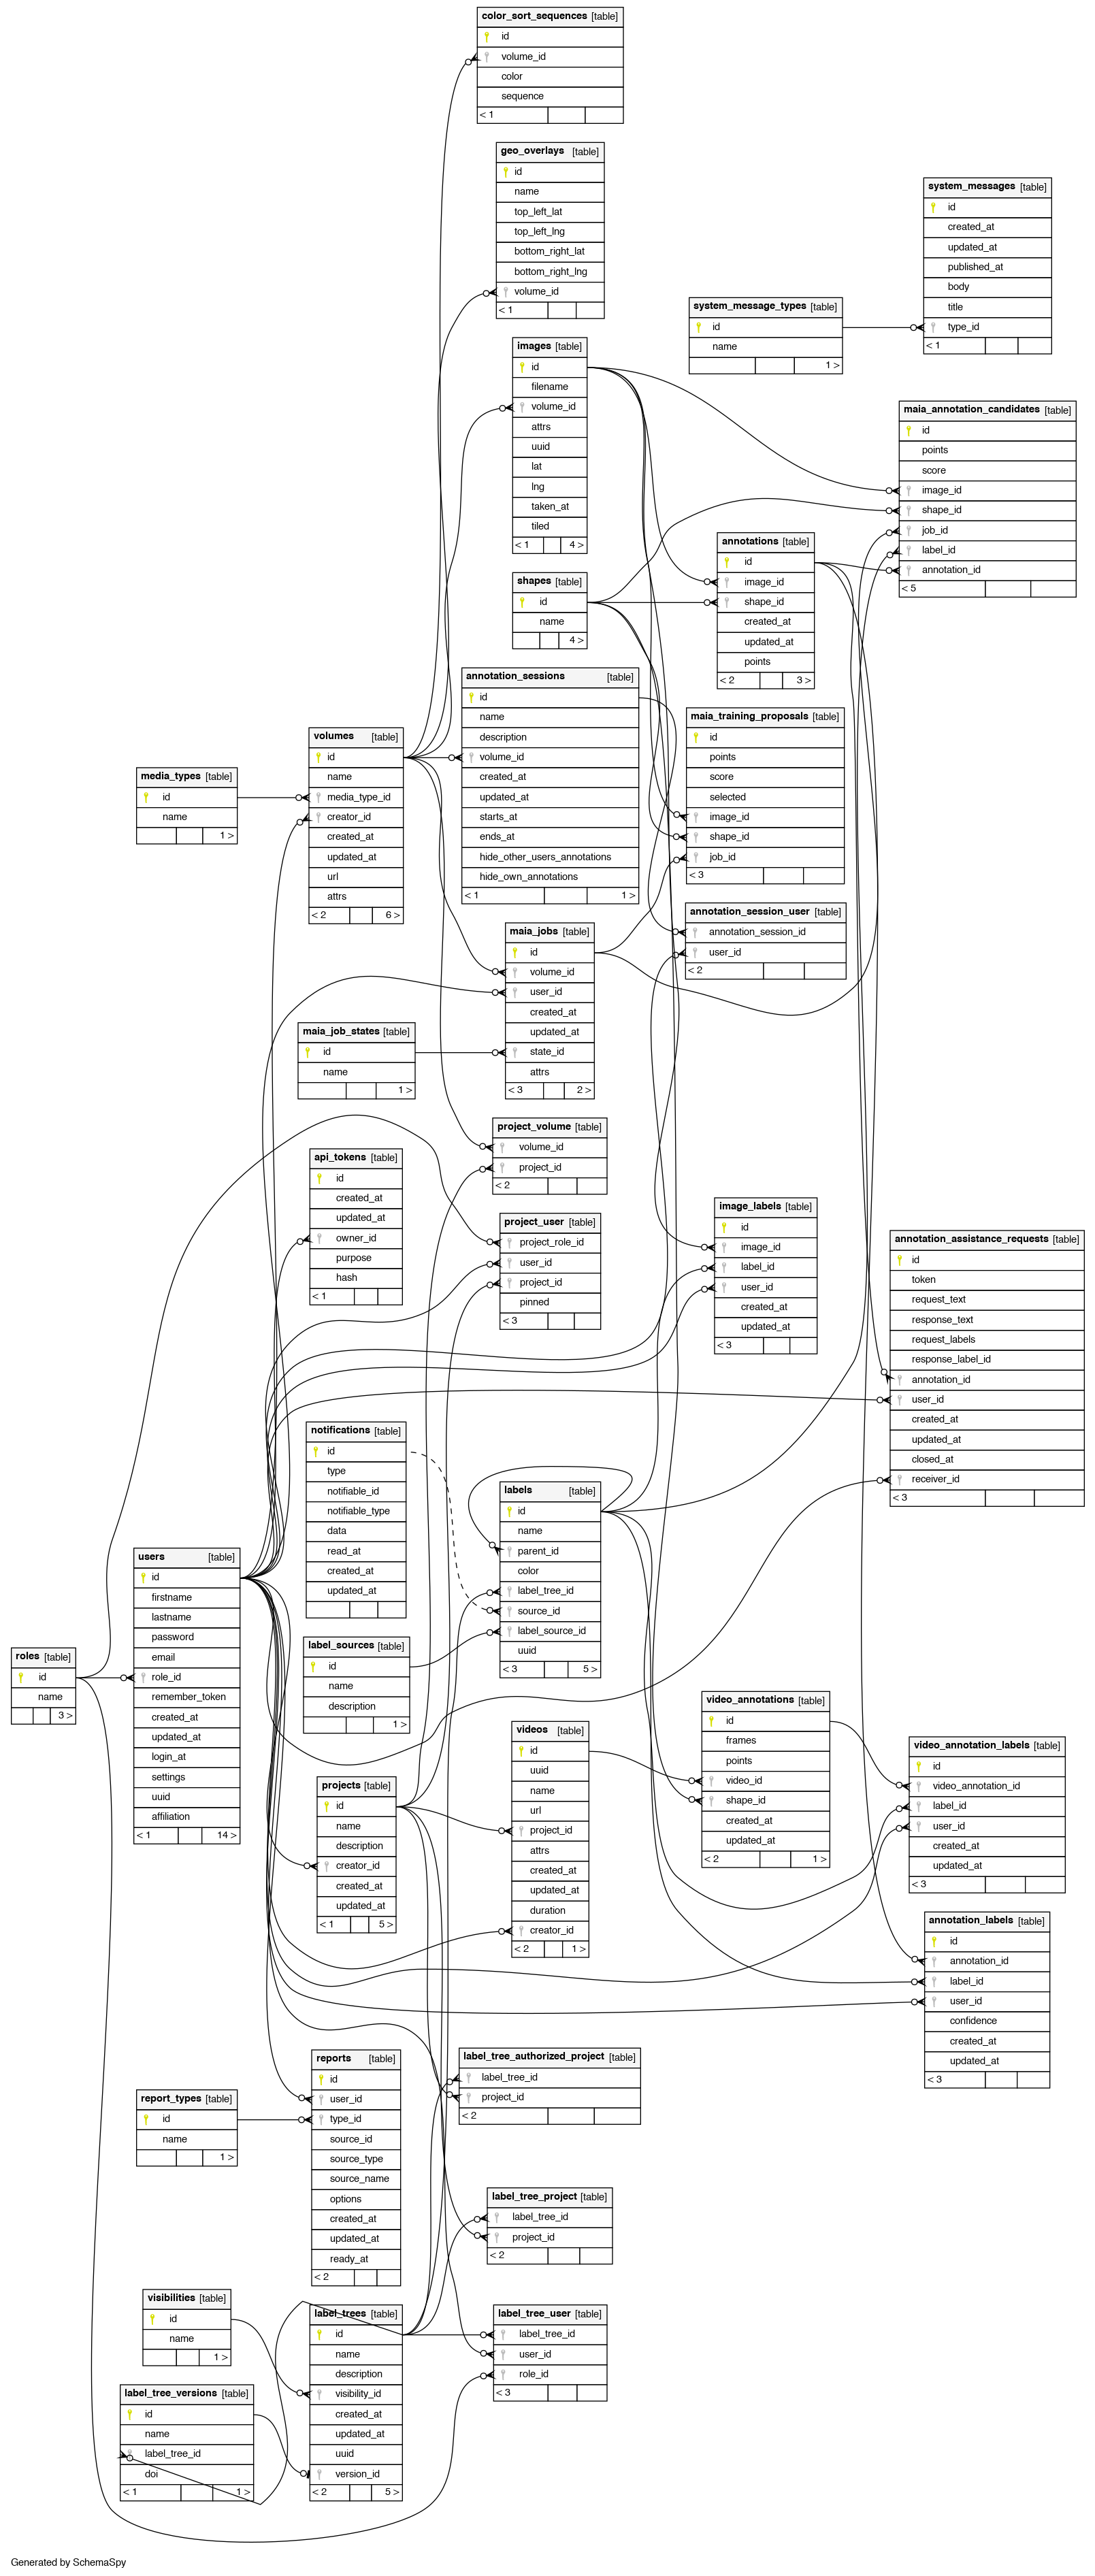 color_sort_sequences [table]
id
volume_id
color
sequence
< 1
geo_overlays [table]
id
name
top_left_lat
top_left_lng
bottom_right_lat
bottom_right_lng
volume_id
< 1
system_messages [table]
id
created_at
updated_at
published_at
body
title
type_id
< 1
system_message_types [table]
id
name
1 >
images [table]
id
filename
volume_id
attrs
uuid
lat
lng
taken_at
tiled
< 1 4 >
maia_annotation_candidates [table]
id
points
score
image_id
shape_id
job_id
label_id
annotation_id
< 5
annotations [table]
id
image_id
shape_id
created_at
updated_at
points
< 2 3 >
shapes [table]
id
name
4 >
annotation_sessions [table]
id
name
description
volume_id
created_at
updated_at
starts_at
ends_at
hide_other_users_annotations
hide_own_annotations
< 1 1 >
maia_training_proposals [table]
id
points
score
selected
image_id
shape_id
job_id
< 3
volumes [table]
id
name
media_type_id
creator_id
created_at
updated_at
url
attrs
< 2 6 >
media_types [table]
id
name
1 >
annotation_session_user [table]
annotation_session_id
user_id
< 2
maia_jobs [table]
id
volume_id
user_id
created_at
updated_at
state_id
attrs
< 3 2 >
maia_job_states [table]
id
name
1 >
project_volume [table]
volume_id
project_id
< 2
api_tokens [table]
id
created_at
updated_at
owner_id
purpose
hash
< 1
project_user [table]
project_role_id
user_id
project_id
pinned
< 3
image_labels [table]
id
image_id
label_id
user_id
created_at
updated_at
< 3
annotation_assistance_requests [table]
id
token
request_text
response_text
request_labels
response_label_id
annotation_id
user_id
created_at
updated_at
closed_at
receiver_id
< 3
notifications [table]
id
type
notifiable_id
notifiable_type
data
read_at
created_at
updated_at
labels [table]
id
name
parent_id
color
label_tree_id
source_id
label_source_id
uuid
< 3 5 >
users [table]
id
firstname
lastname
password
email
role_id
remember_token
created_at
updated_at
login_at
settings
uuid
affiliation
< 1 14 >
roles [table]
id
name
3 >
label_sources [table]
id
name
description
1 >
video_annotations [table]
id
frames
points
video_id
shape_id
created_at
updated_at
< 2 1 >
videos [table]
id
uuid
name
url
project_id
attrs
created_at
updated_at
duration
creator_id
< 2 1 >
video_annotation_labels [table]
id
video_annotation_id
label_id
user_id
created_at
updated_at
< 3
projects [table]
id
name
description
creator_id
created_at
updated_at
< 1 5 >
annotation_labels [table]
id
annotation_id
label_id
user_id
confidence
created_at
updated_at
< 3
reports [table]
id
user_id
type_id
source_id
source_type
source_name
options
created_at
updated_at
ready_at
< 2
label_tree_authorized_project [table]
label_tree_id
project_id
< 2
report_types [table]
id
name
1 >
label_tree_project [table]
label_tree_id
project_id
< 2
visibilities [table]
id
name
1 >
label_trees [table]
id
name
description
visibility_id
created_at
updated_at
uuid
version_id
< 2 5 >
label_tree_user [table]
label_tree_id
user_id
role_id
< 3
label_tree_versions [table]
id
name
label_tree_id
doi
< 1 1 >
Generated by SchemaSpy